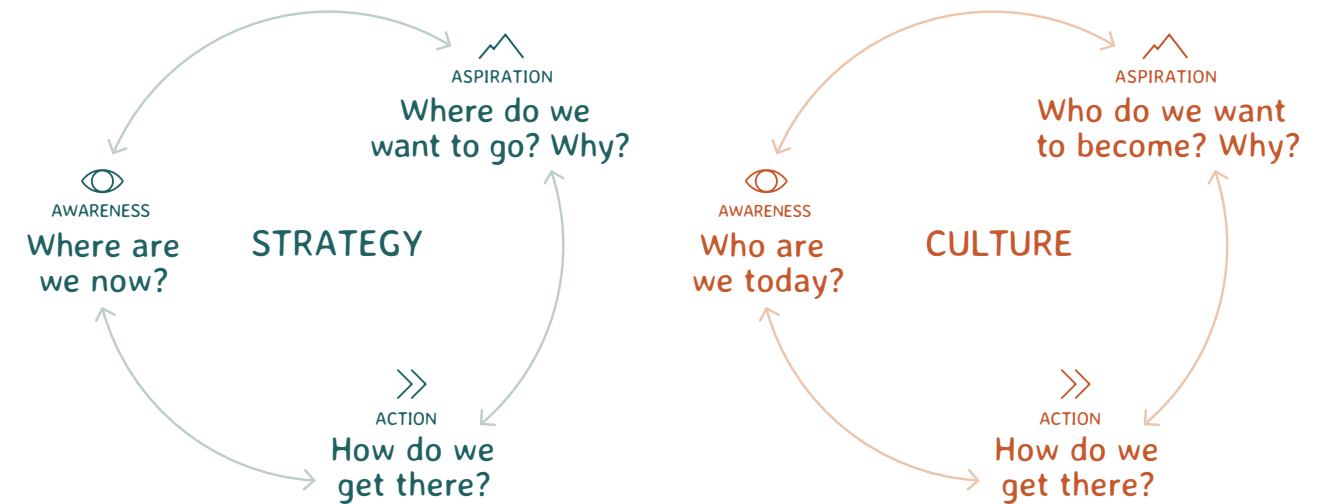 ASPIRATION
Where do we
want to go? Why?
AWARENESS
Where are
we now?
STRATEGY
ACTION
How do we
get there?
ASPIRATION
Who do we want
to become? Why?
AWARENESS
Who are
we today?
CULTURE
ACTION
How do we
get there?